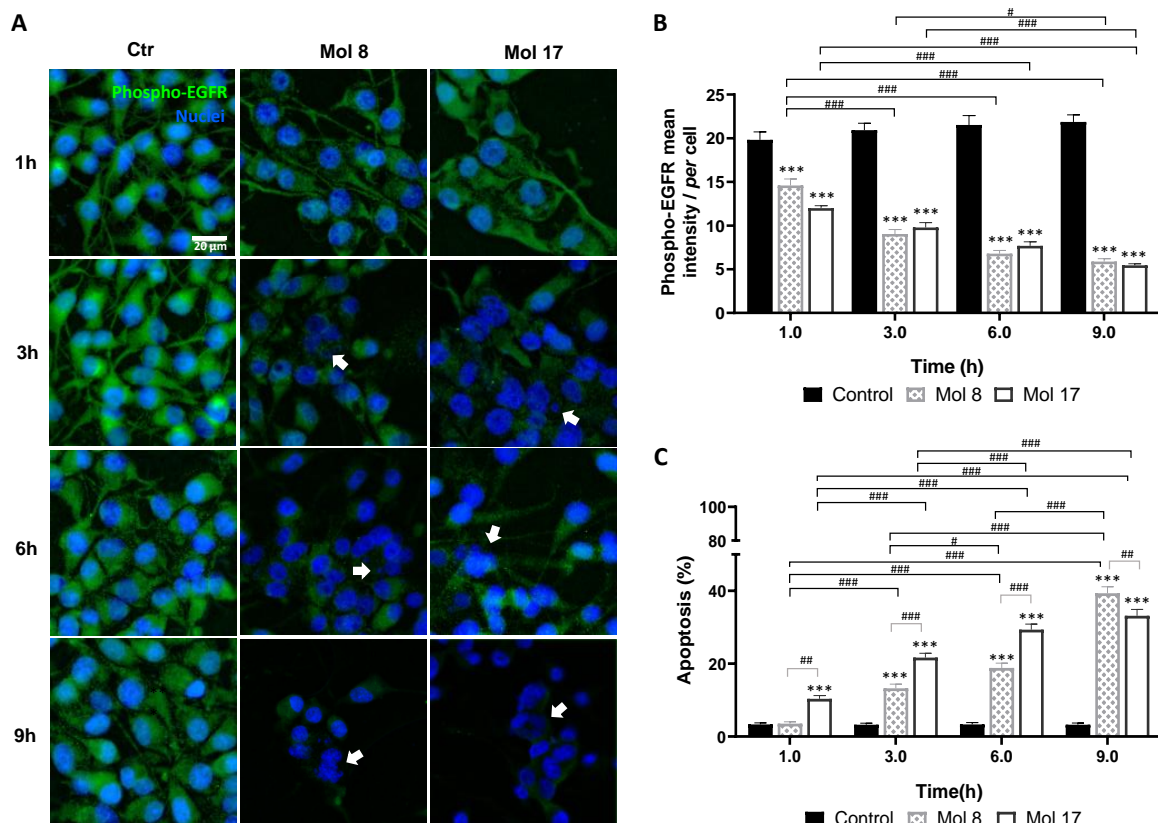 A
Ctr
Mol 8
Mol 17
Phospho-EGFR
Nuclei
20 µm
1h
3h
6h
9h
B
#
###
###
###
###
###
###
Phospho-EGFR mean
intensity / per cell
25
20
15
10
5
0
***
***
***
***
***
***
***
***
1.0
3.0
6.0
9.0
Time (h)
Control
Mol 8
Mol 17
C
###
###
###
###
###
###
###
#
###
###
###
##
###
###
##
Apoptosis (%)
100
80
40
20
0
***
***
***
***
***
***
***
1.0
3.0
6.0
9.0
Time(h)
Control
Mol 8
Mol 17